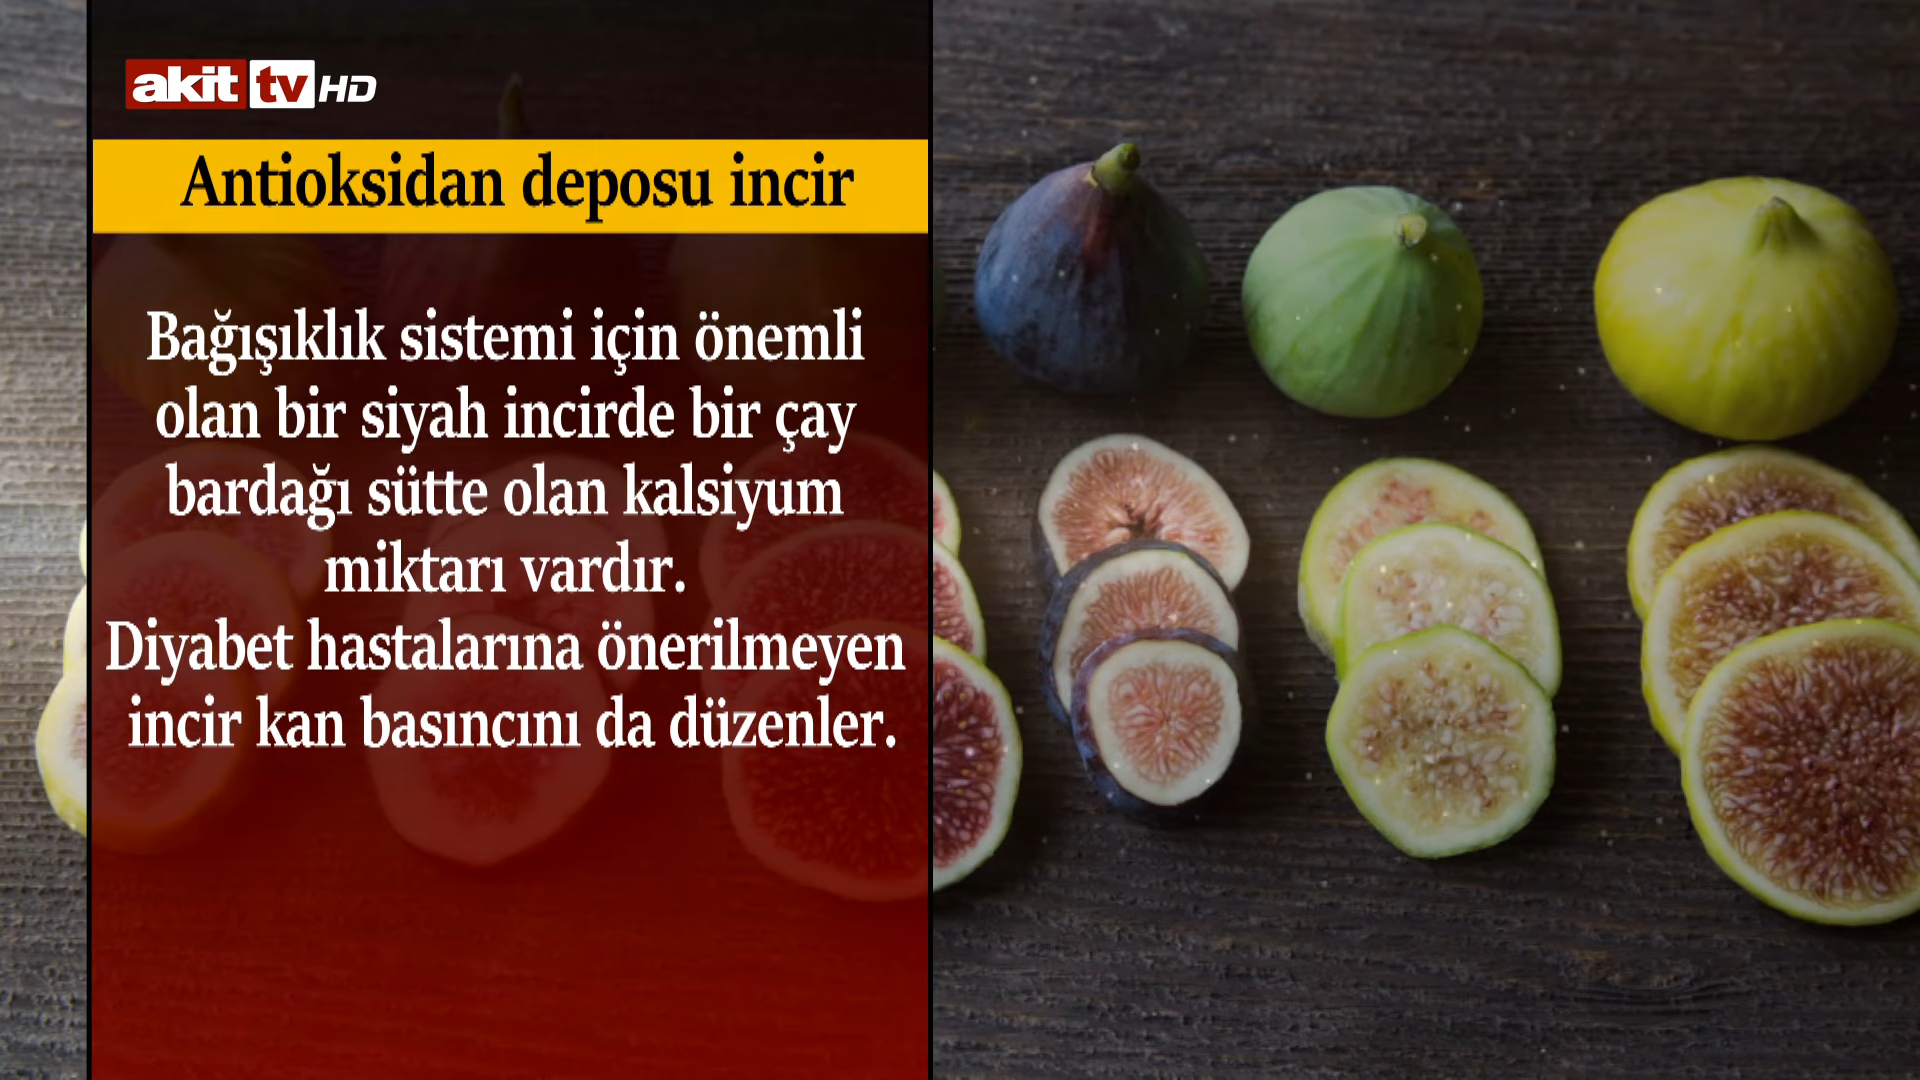 akit tv HD
Antioksidan deposu incir
Bağışıklık sistemi için önemli
olan bir siyah incirde bir çay
bardağı sütte olan kalsiyum
miktarı vardır.
Diyabet hastalarına önerilmeyen
incir kan basıncını da düzenler.